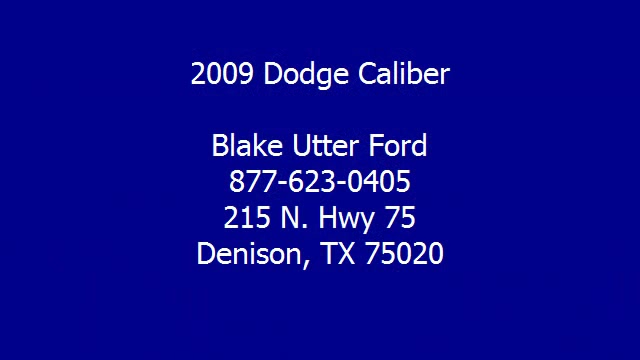 2009 Dodge Caliber
Blake Utter Ford
877-623-0405
215 N. Hwy 75
Denison, TX 75020